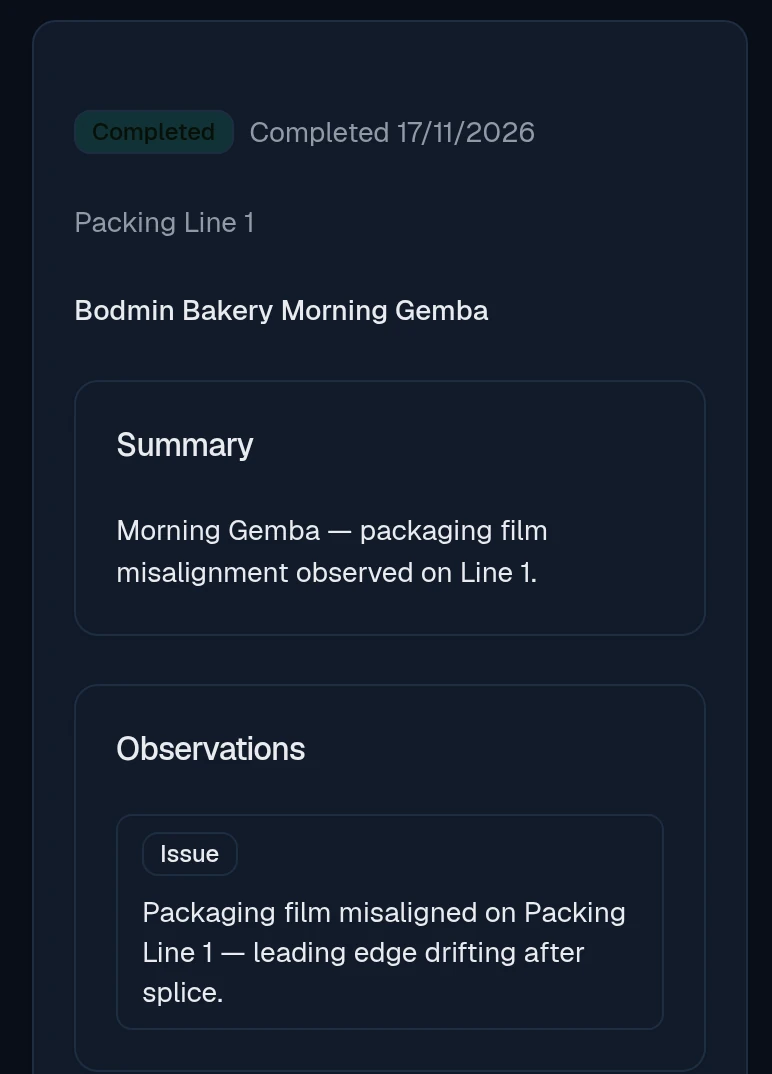 Completed Completed 17/11/2026
Packing Line 1
Bodmin Bakery Morning Gemba
Summary
Morning Gemba — packaging film
misalignment observed on Line 1.
Observations
Issue
Packaging film misaligned on Packing
Line 1 — leading edge drifting after
splice.